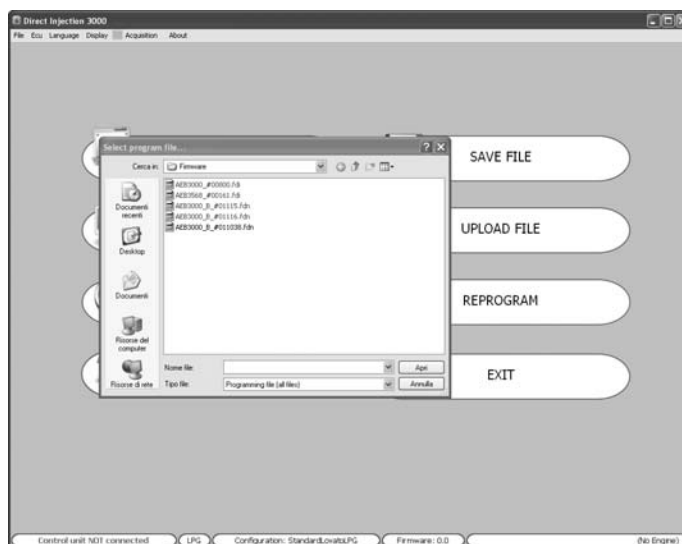 Direct Injection 3000
File Ecu Language Display Acquisition About
Select program file...
Cerca in: Firmware
AEB3000_#00800.fdi
AEB3568_#00161.fdi
AEB3000_B_#01115.fdn
AEB3000_B_#01116.fdn
AEB3000_B_#011038.fdn
Documenti
recenti
Desktop
Documenti
Risorse del
computer
Risorse di rete
Nome file:
Apri
Tipo file:
Programming file (all files)
Annulla
SAVE FILE
UPLOAD FILE
REPROGRAM
EXIT
Control unit NOT connected
LPG
Configuration: StandardLovatoLPG
Firmware: 0.0
(No Engine)